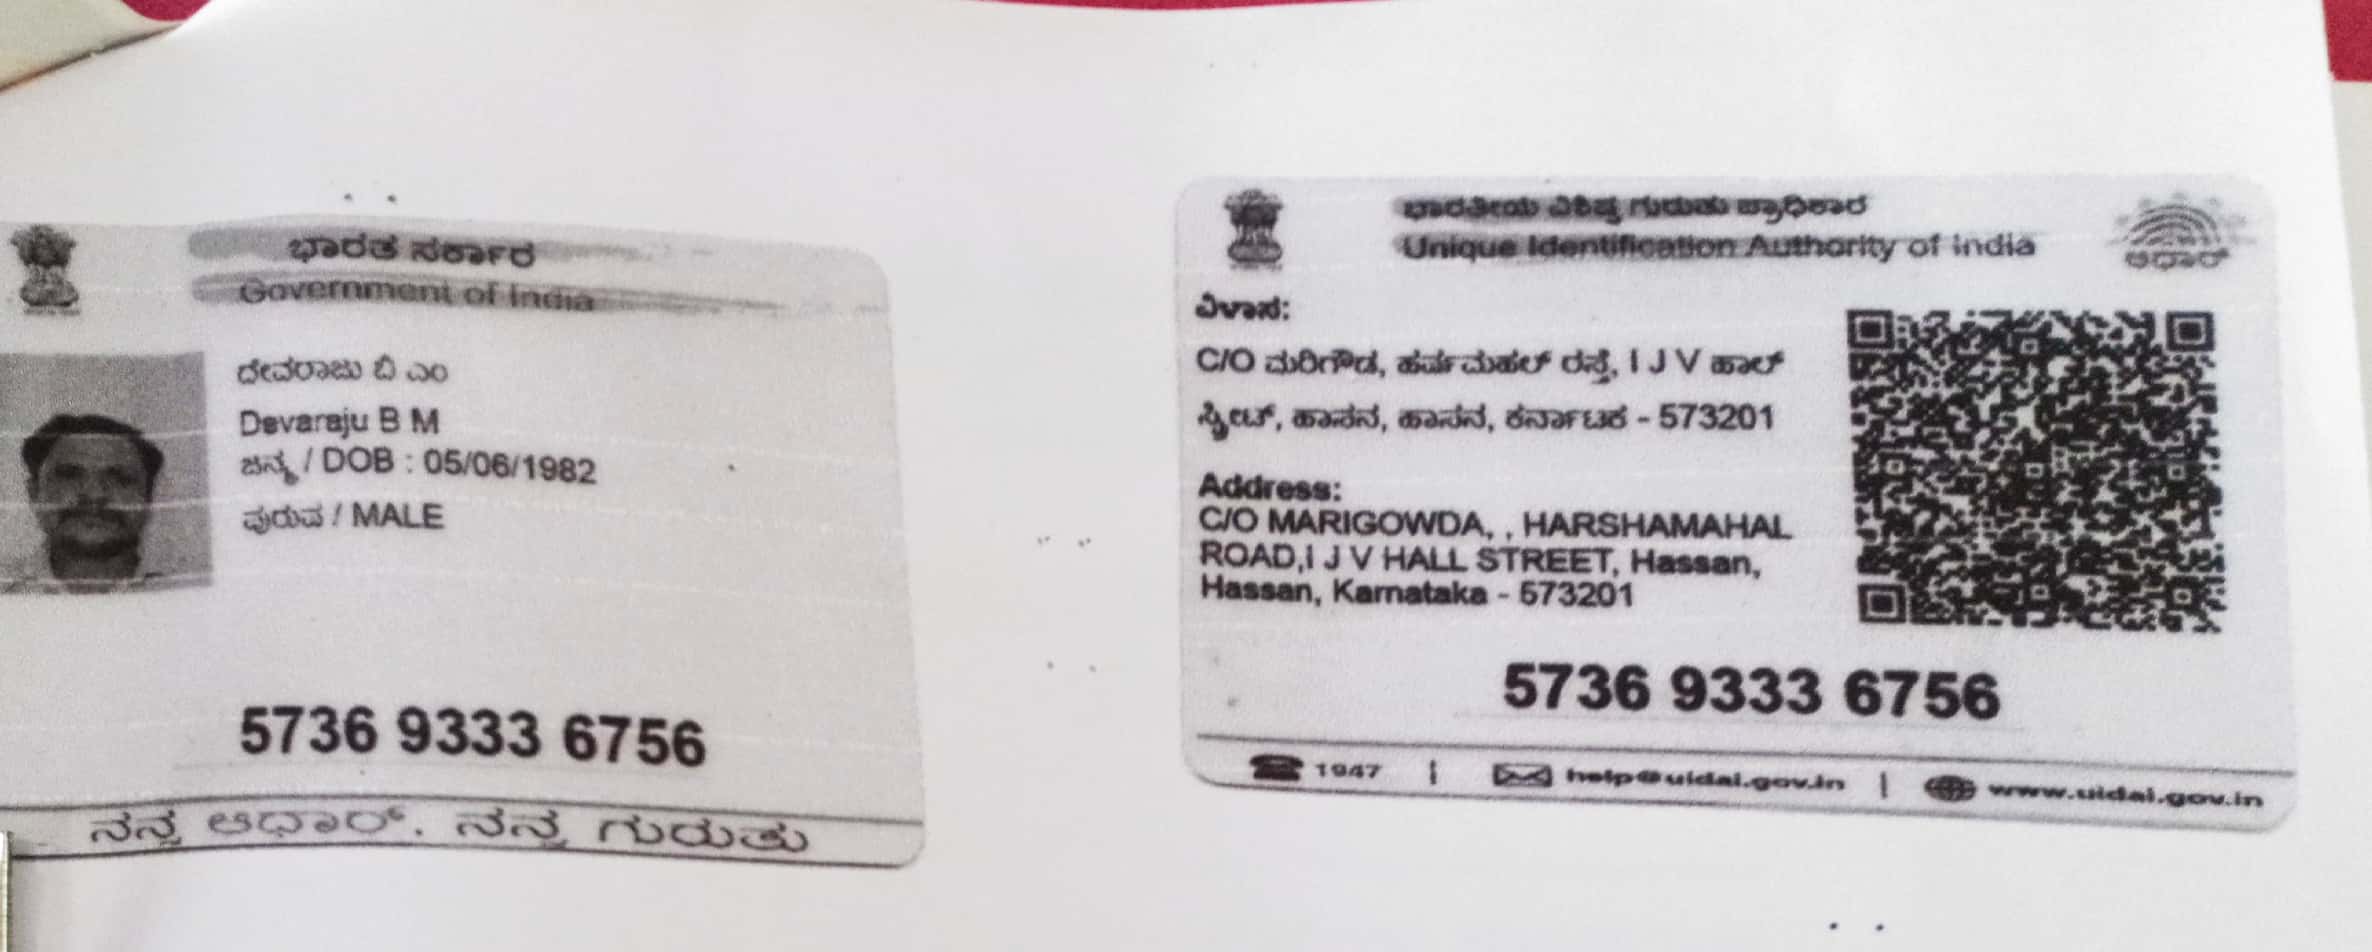 ಭಾರತ ಸರ್ಕಾರ
Government of India
ದೇವರಾಜು ಬಿ ಎಂ
Devaraju B M
ಜನ್ಮ / DOB : 05/06/1982
ಪುರುಷ / MALE
5736 9333 6756
ನನ್ನ ಆಧಾರ್, ನನ್ನ ಗುರುತು
ಭಾರತೀಯ ವಿಶಿಷ್ಟ ಗುರುತು ಪ್ರಾಧಿಕಾರ
Unique Identification Authority of India
ಆಧಾರ್
ವಿಳಾಸ:
C/O ಮರಿಗೌಡ, ಹರ್ಷಮಹಲ್ ರಸ್ತೆ, I J V ಹಾಲ್
ಸ್ಟ್ರೀಟ್, ಹಾಸನ, ಹಾಸನ, ಕರ್ನಾಟಕ - 573201
Address:
C/O MARIGOWDA, , HARSHAMAHAL
ROAD,I J V HALL STREET, Hassan,
Hassan, Karnataka - 573201
5736 9333 6756
1947 | help@uidai.gov.in | www.uidai.gov.in